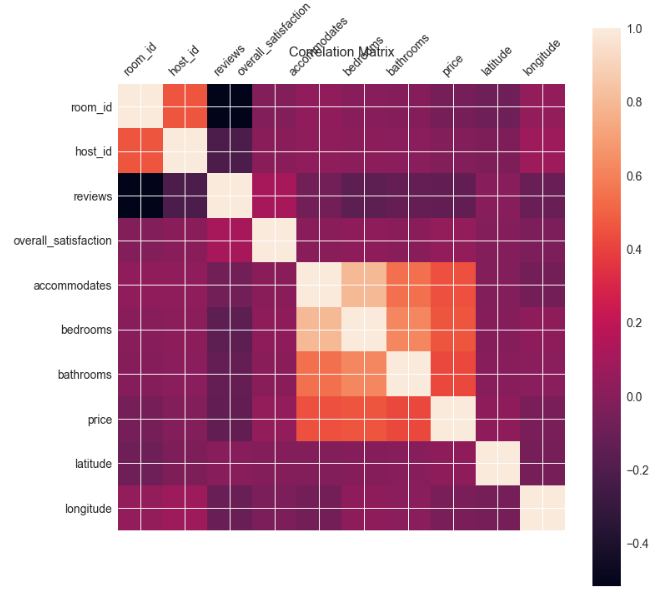 Correlation Matrix
room_id
host_id
reviews
overall_satisfaction
accommodates
bedrooms
bathrooms
price
latitude
longitude
room_id
host_id
reviews
overall_satisfaction
accommodates
bedrooms
bathrooms
price
latitude
longitude
1.0
0.8
0.6
0.4
0.2
0.0
−0.2
−0.4